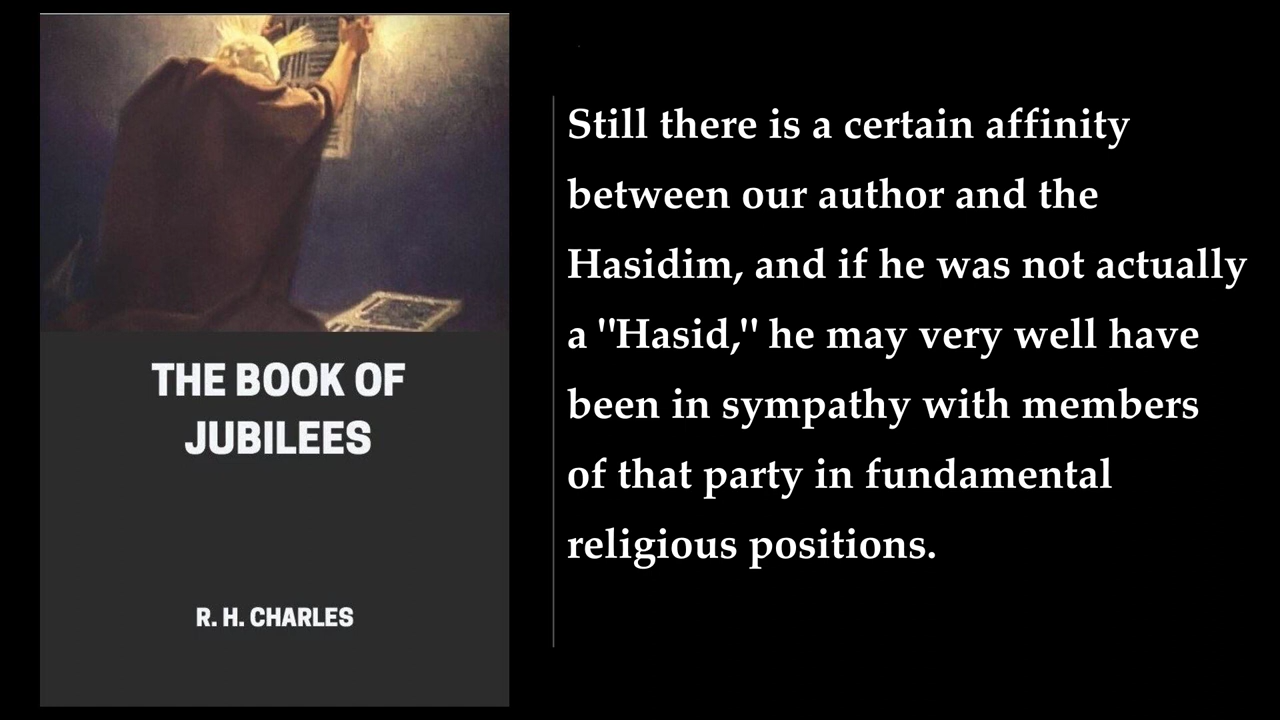 THE BOOK OF
JUBILEES
R. H. CHARLES
Still there is a certain affinity
between our author and the
Hasidim, and if he was not actually
a "Hasid," he may very well have
been in sympathy with members
of that party in fundamental
religious positions.